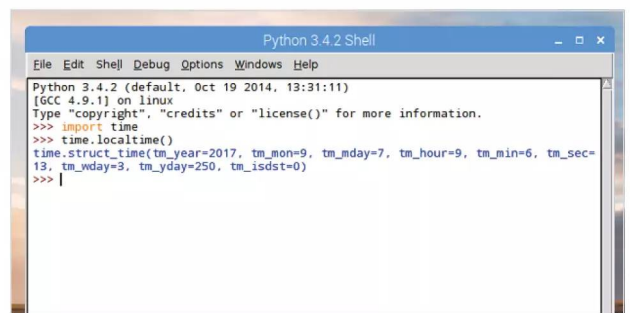 Python 3.4.2 Shell
File Edit Shell Debug Options Windows Help
Python 3.4.2 (default, Oct 19 2014, 13:31:11)
[GCC 4.9.1] on linux
Type "copyright", "credits" or "license()" for more information.
>>> import time
>>> time.localtime()
time.struct_time(tm_year=2017, tm_mon=9, tm_mday=7, tm_hour=9, tm_min=6, tm_sec=
13, tm_wday=3, tm_yday=250, tm_isdst=0)
>>>